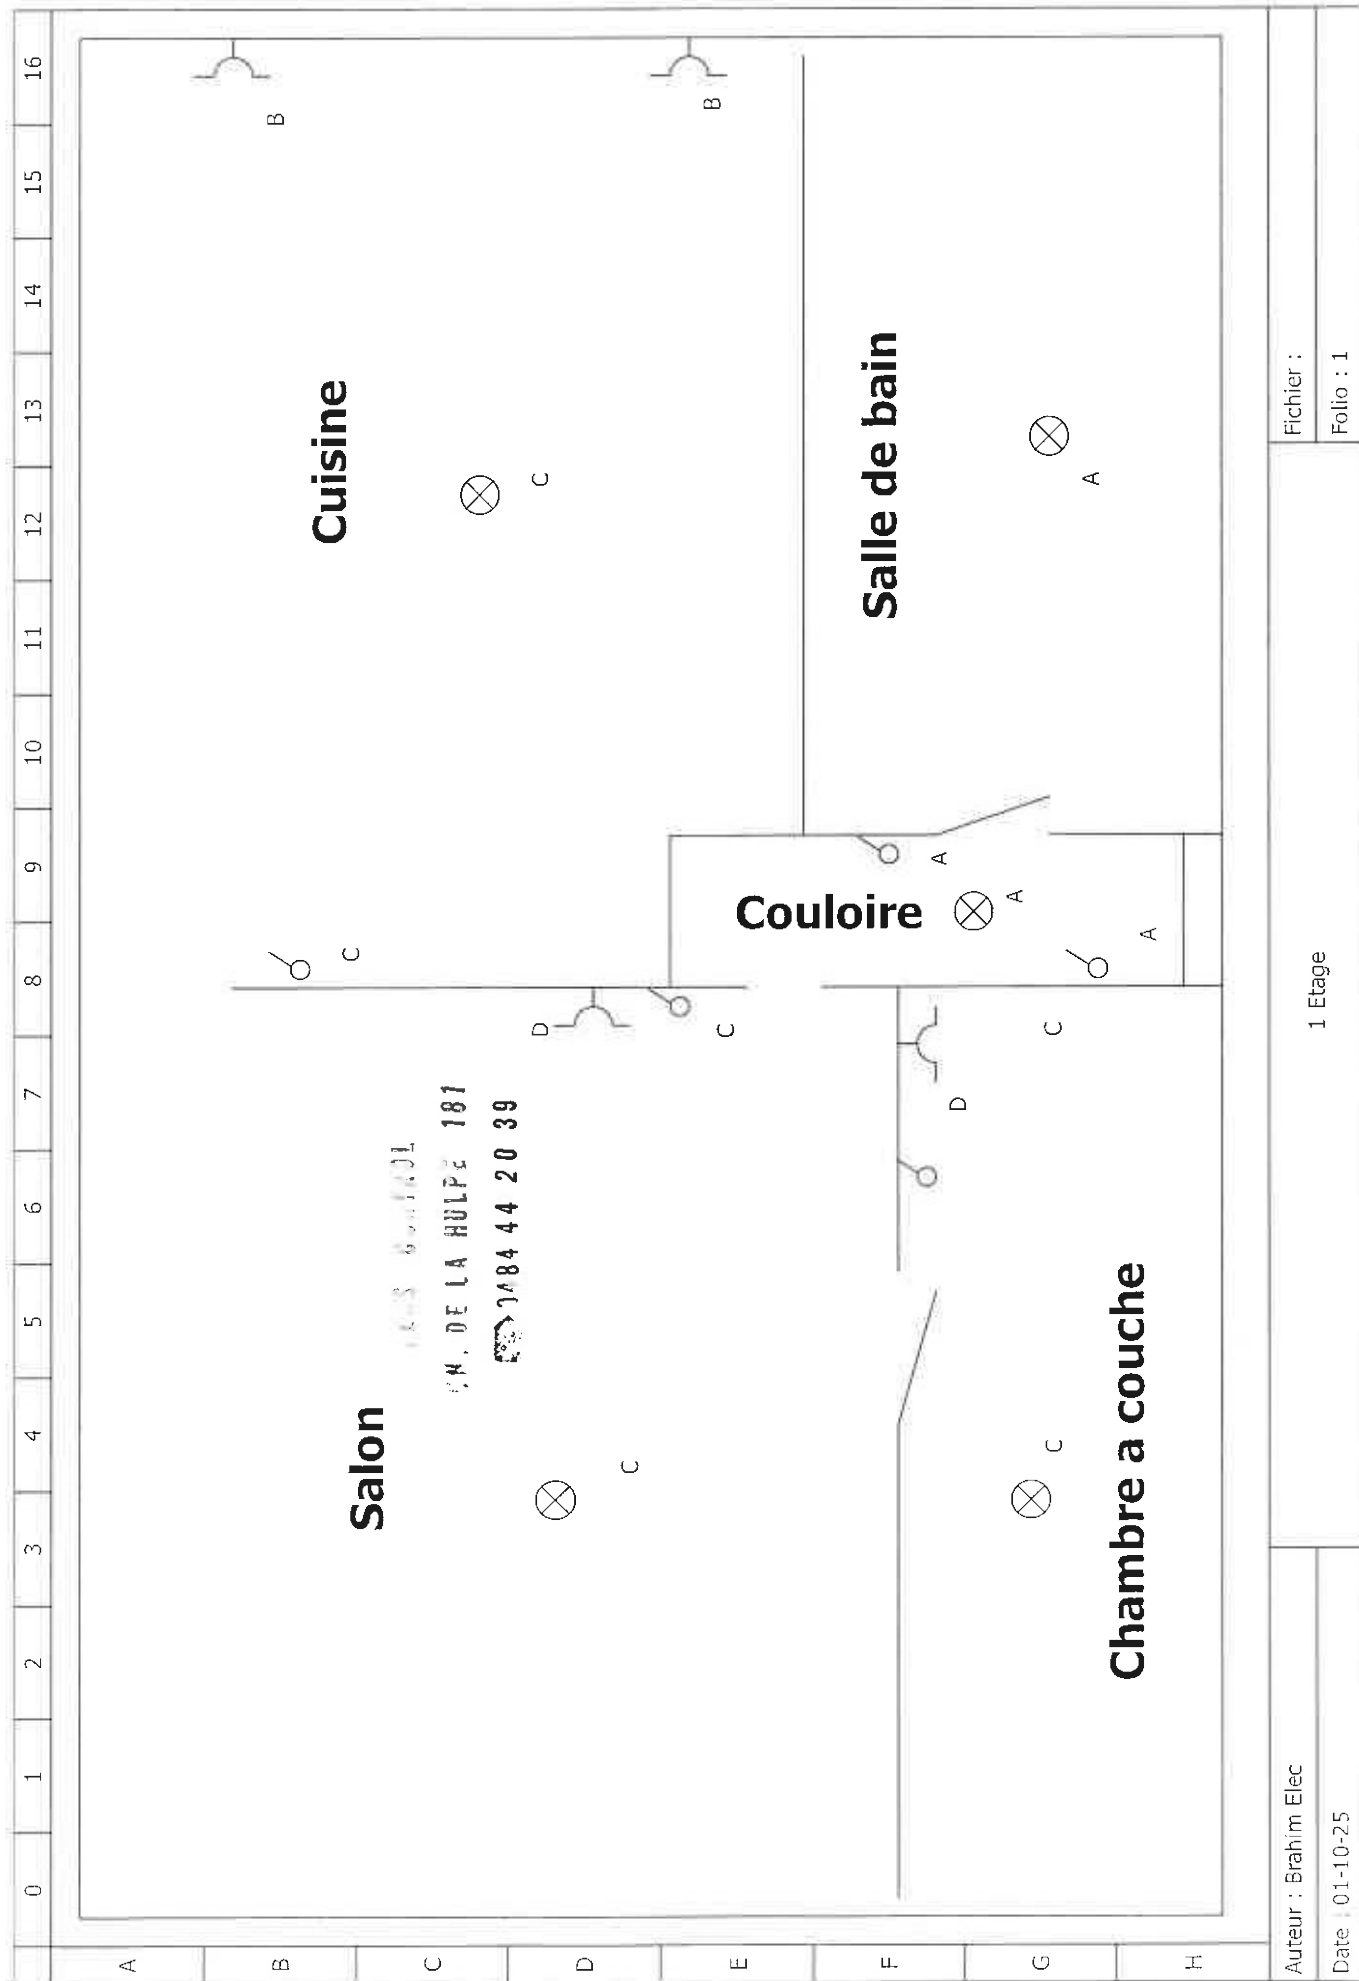 0 1 2 3 4 5 6 7 8 9 10 11 12 13 14 15 16
A
B
C
D
E
F
G
H
Salon
C
DE LA HULPE 187
0484 44 20 39
D
C
C
Cuisine
C
B
B
Couloire
A
A
A
Salle de bain
A
Chambre a couche
C
D
C
Auteur : Brahim Elec
Date : 01-10-25
1 Etage
Fichier :
Folio : 1